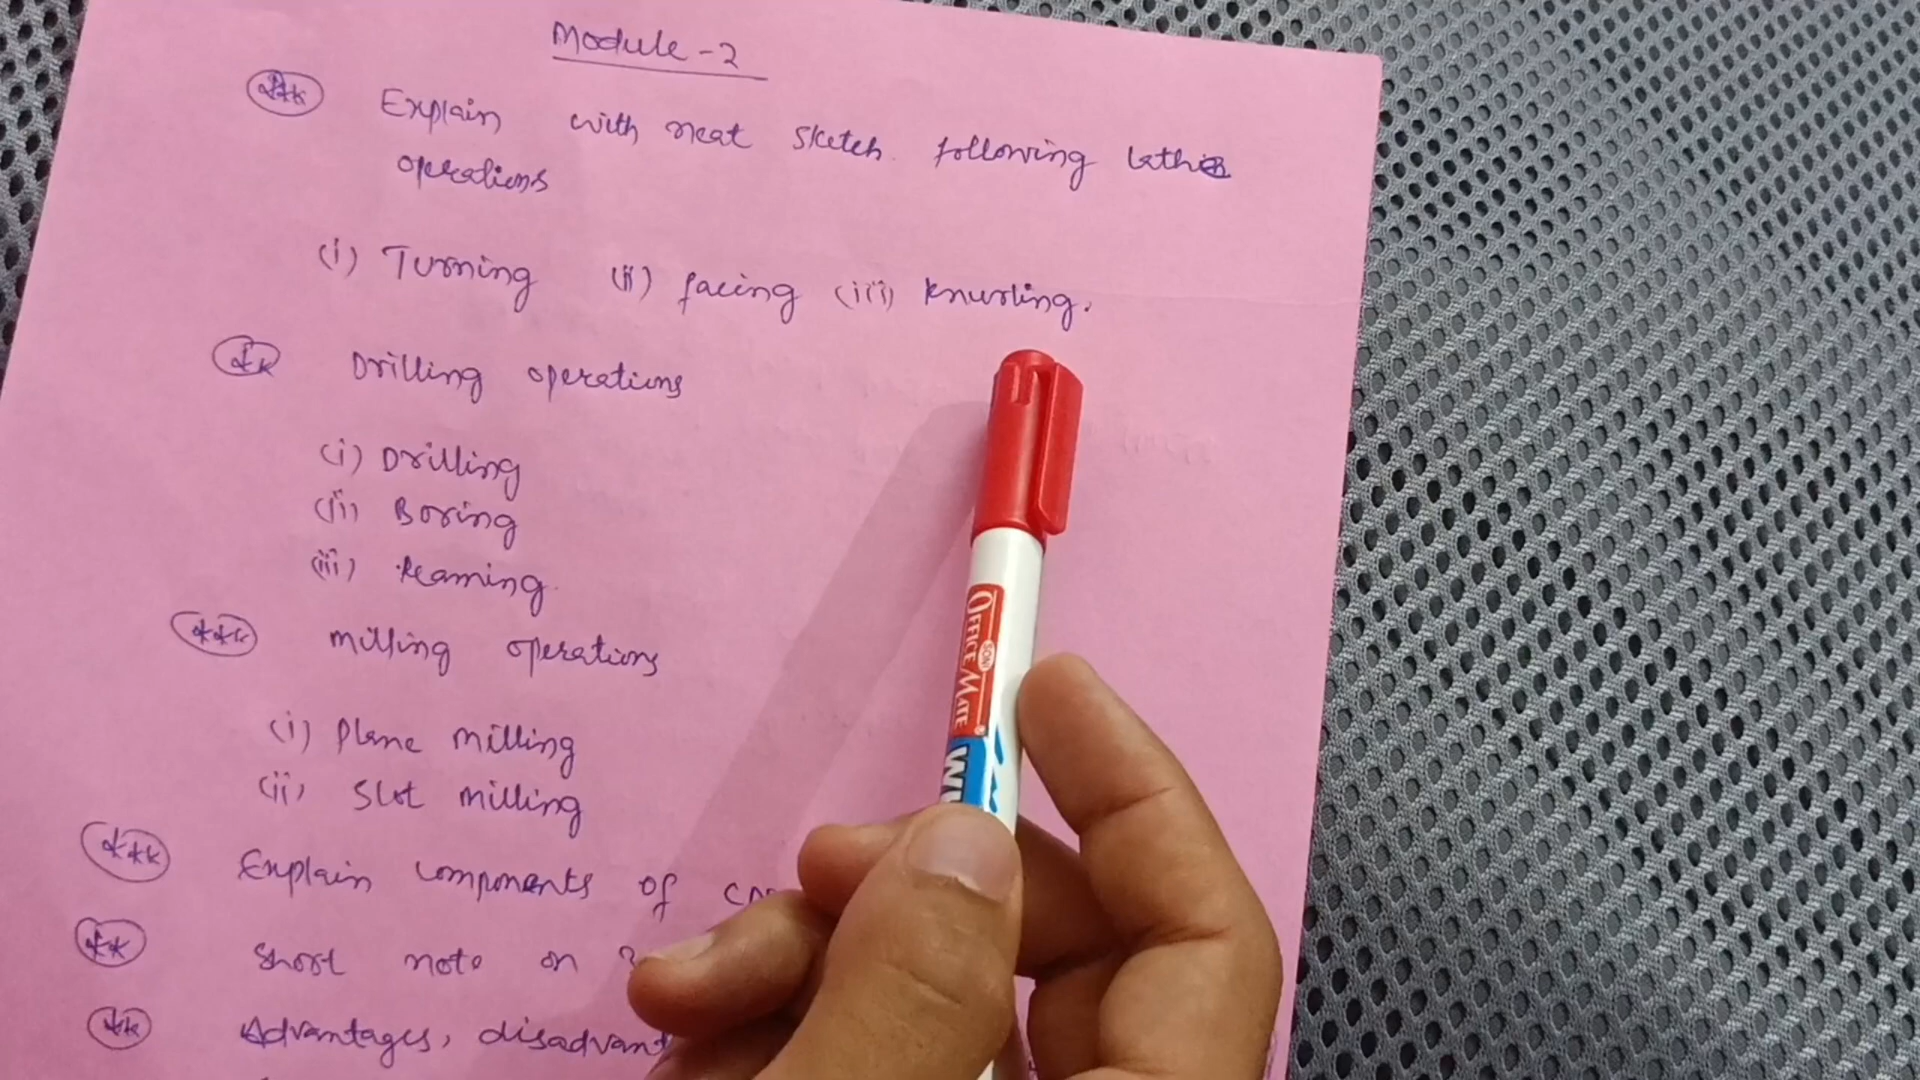 Module-2
*** Explain with neat sketch following lathe
operations
(i) Turning (ii) facing (iii) knurling.
** Drilling operations
(i) Drilling
(ii) Boring
(iii) Reaming
*** milling operations
(i) Plane milling
(ii) Slot milling
*** Explain components of
** Short note on
** Advantages,
OFFICE MATE
SONI